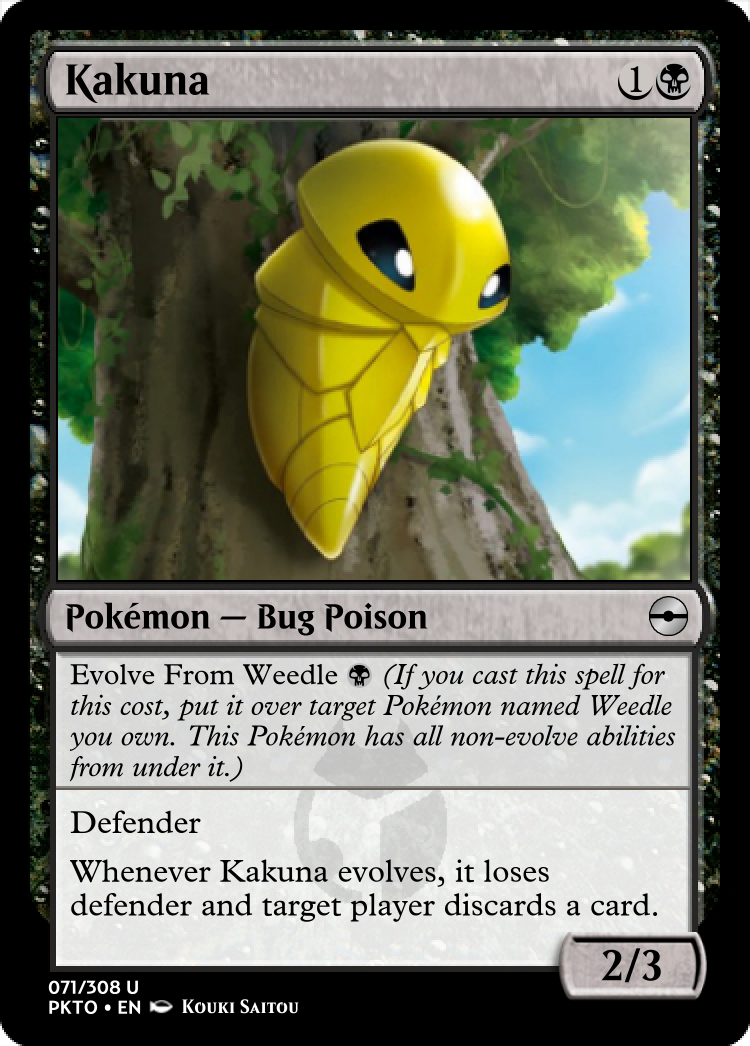 Kakuna 1
Pokémon — Bug Poison
Evolve From Weedle (If you cast this spell for
this cost, put it over target Pokémon named Weedle
you own. This Pokémon has all non-evolve abilities
from under it.)
Defender
Whenever Kakuna evolves, it loses
defender and target player discards a card.
2/3
071/308 U
PKTO • EN Kouki Saitou